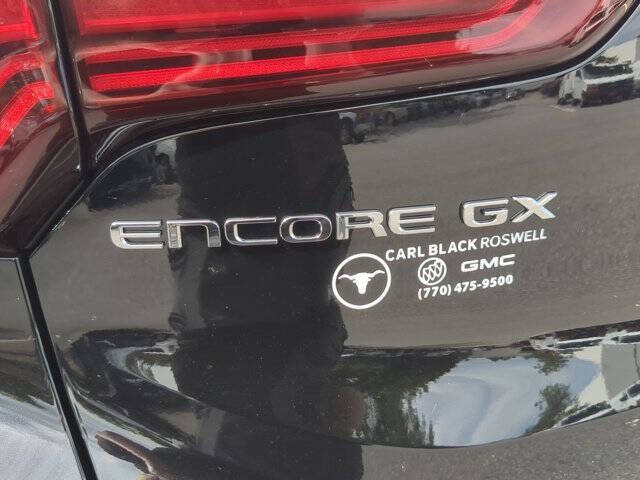 ENCORE GX
CARL BLACK ROSWELL
GMC
(770) 475-9500